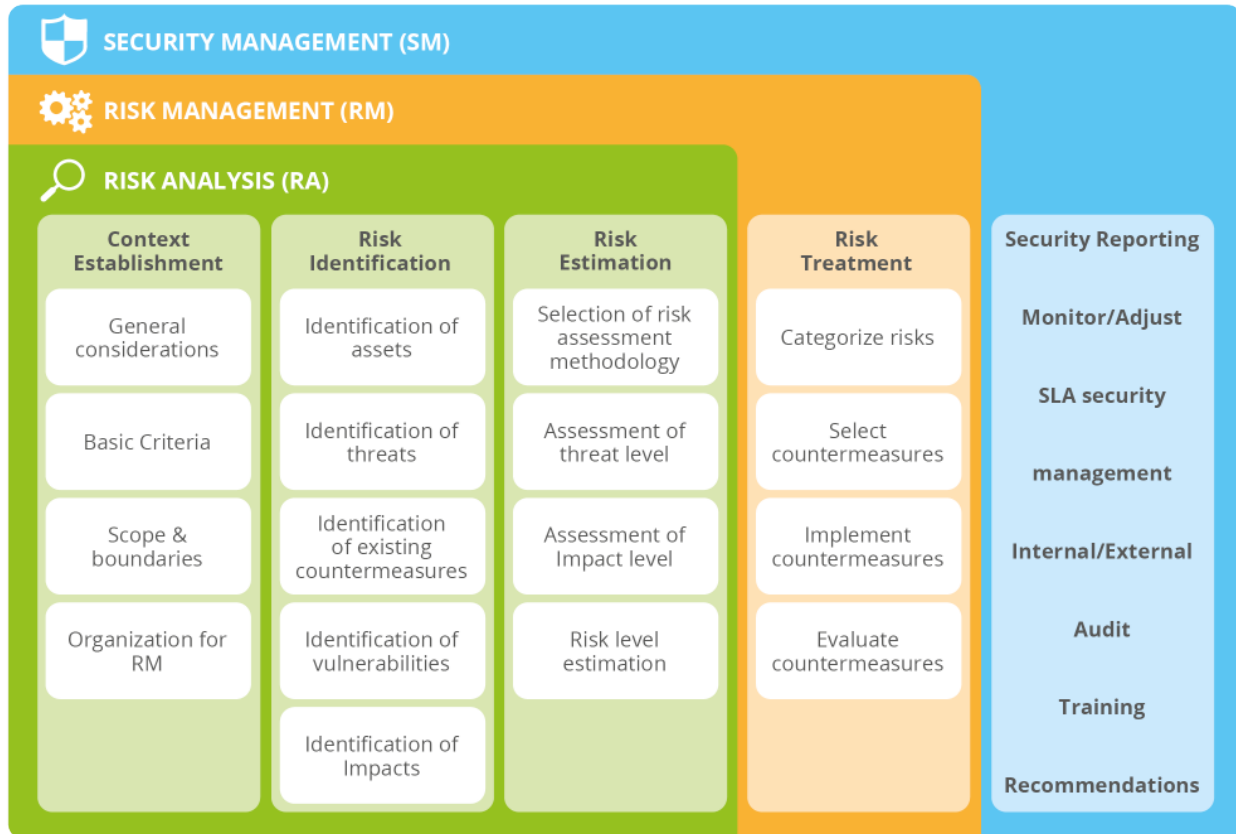 SECURITY MANAGEMENT (SM)
RISK MANAGEMENT (RM)
RISK ANALYSIS (RA)
Context
Establishment
General
considerations
Basic Criteria
Scope &
boundaries
Organization for
RM
Risk
Identification
Identification of
assets
Identification of
threats
Identification
of existing
countermeasures
Identification of
vulnerabilities
Identification of
Impacts
Risk
Estimation
Selection of risk
assessment
methodology
Assessment of
threat level
Assessment of
Impact level
Risk level
estimation
Risk
Treatment
Categorize risks
Select
countermeasures
Implement
countermeasures
Evaluate
countermeasures
Security Reporting
Monitor/Adjust
SLA security
management
Internal/External
Audit
Training
Recommendations